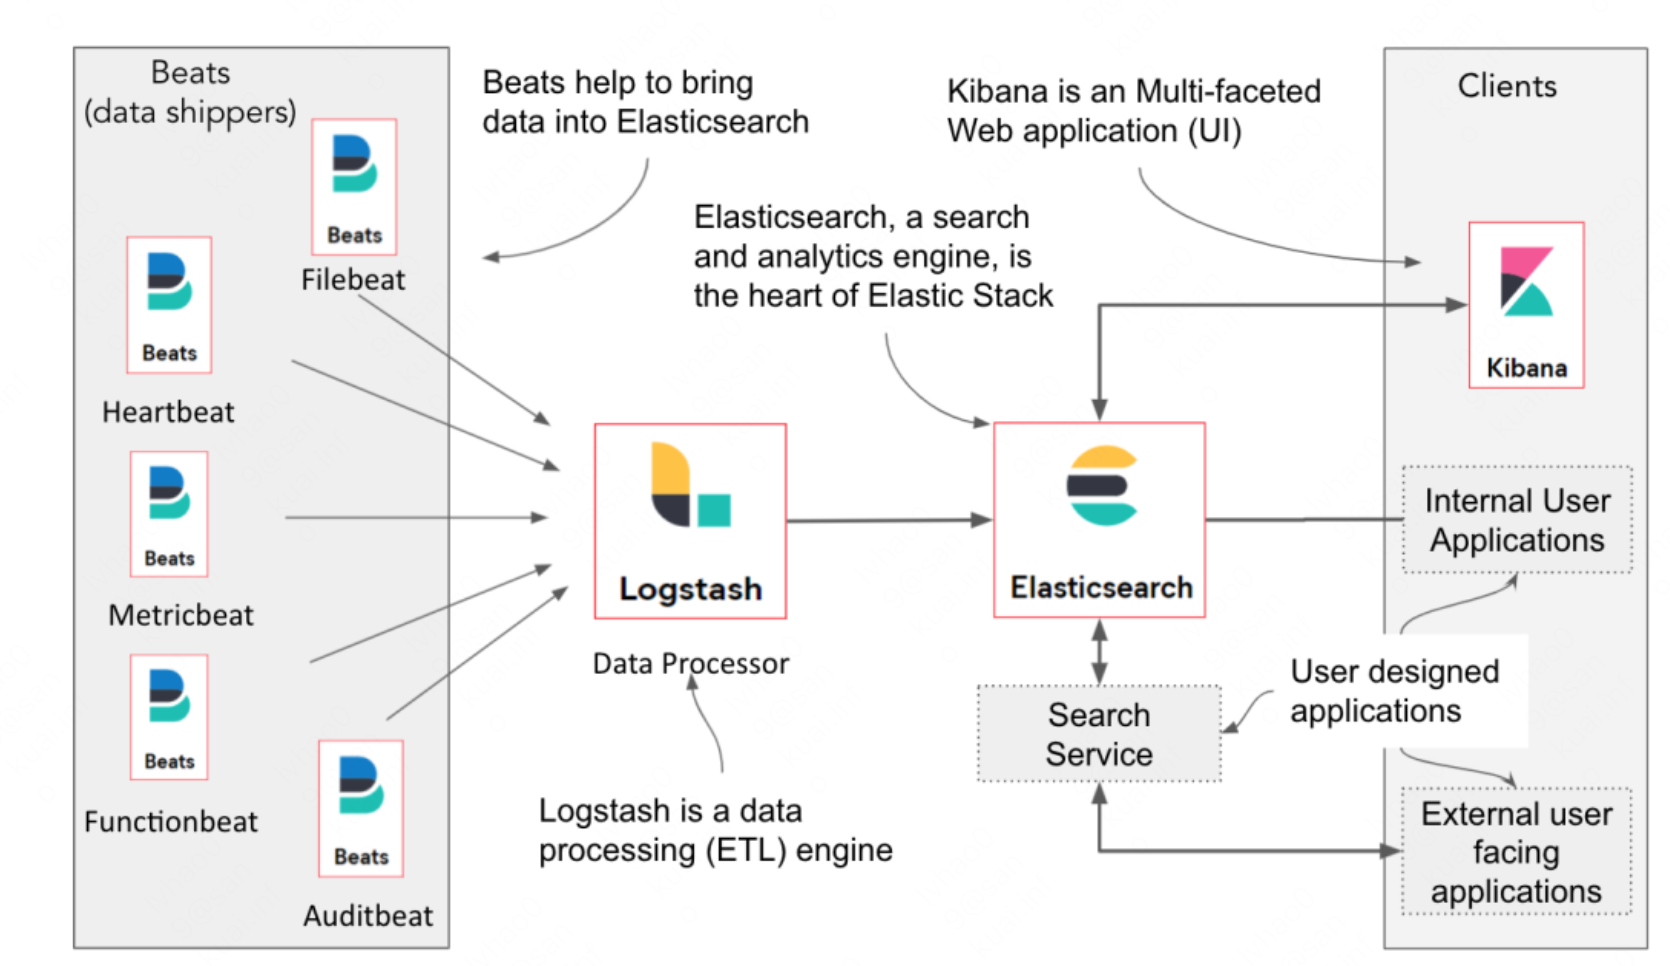 Beats
(data shippers)
Beats
Filebeat
Beats
Heartbeat
Beats
Metricbeat
Beats
Functionbeat
Beats
Auditbeat
Beats help to bring
data into Elasticsearch
Logstash
Data Processor
Logstash is a data
processing (ETL) engine
Elasticsearch, a search
and analytics engine, is
the heart of Elastic Stack
Elasticsearch
Search
Service
Kibana is an Multi-faceted
Web application (UI)
Clients
Kibana
Internal User
Applications
User designed
applications
External user
facing
applications